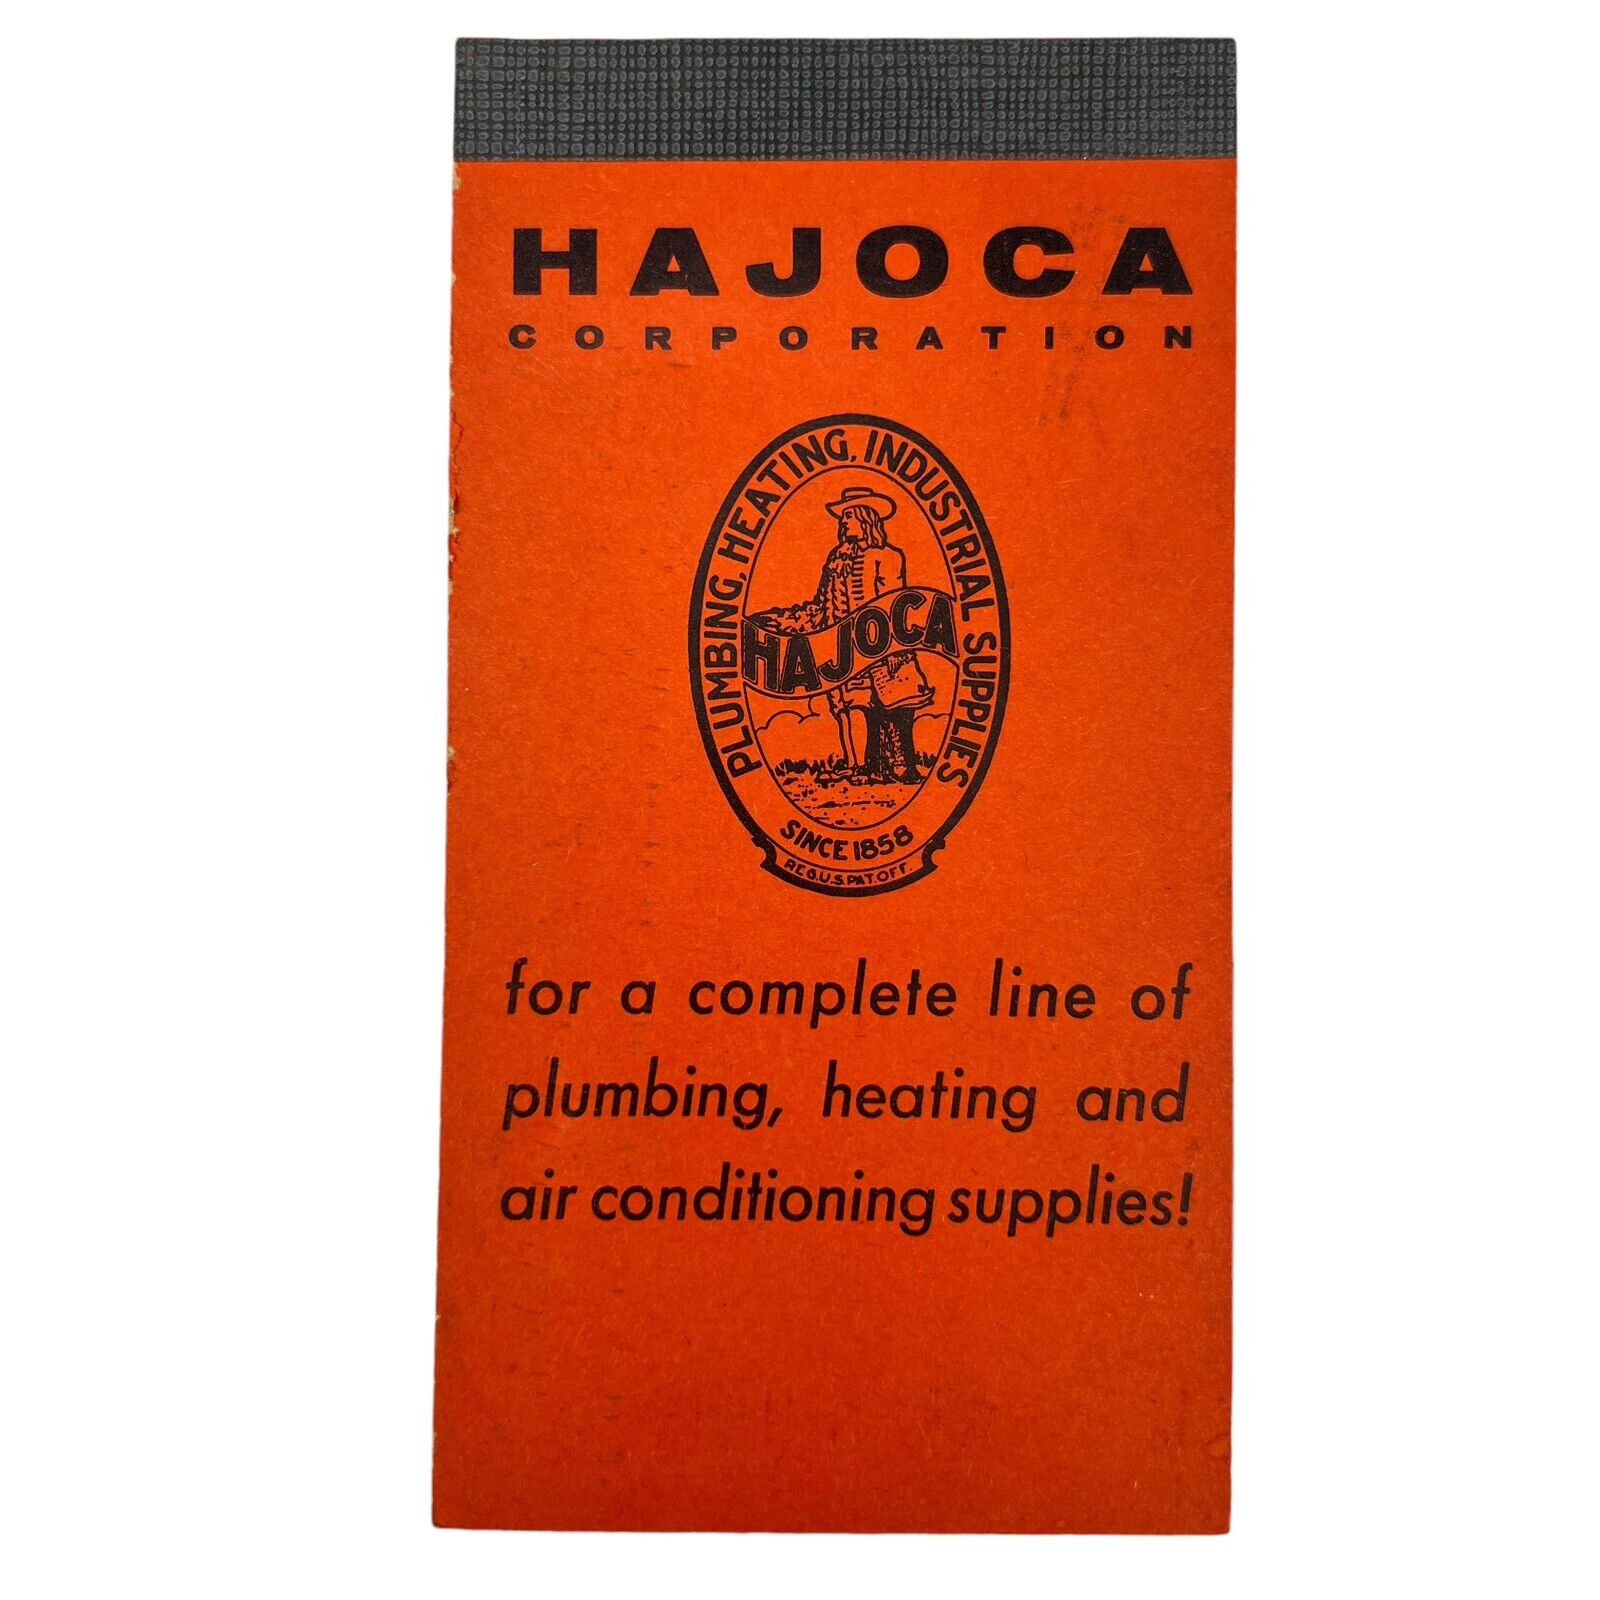 HAJOCA
CORPORATION
PLUMBING, HEATING, INDUSTRIAL SUPPLIES
HAJOCA
SINCE 1858
REG.U.S.PAT.OFF.
for a complete line of
plumbing, heating and
air conditioning supplies!